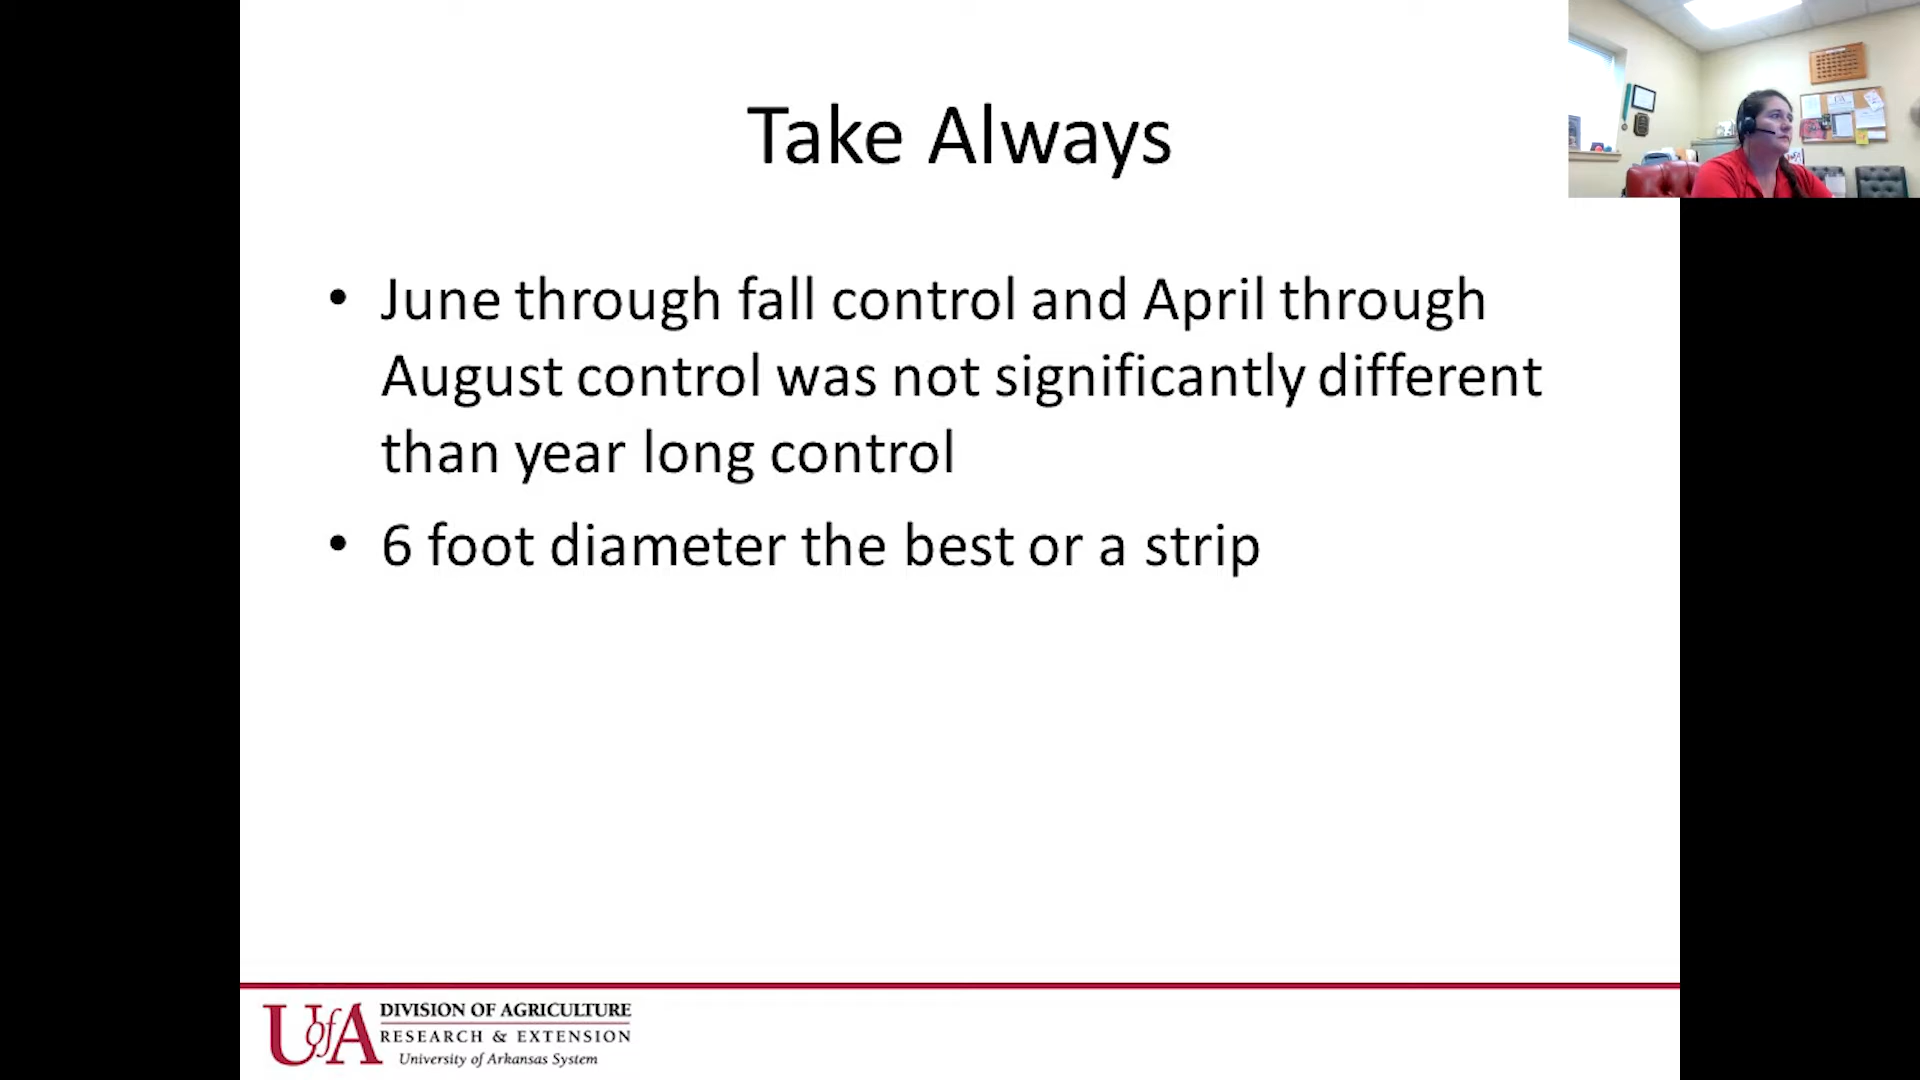 Take Always
• June through fall control and April through
August control was not significantly different
than year long control
• 6 foot diameter the best or a strip
UofA
DIVISION OF AGRICULTURE
RESEARCH & EXTENSION
University of Arkansas System